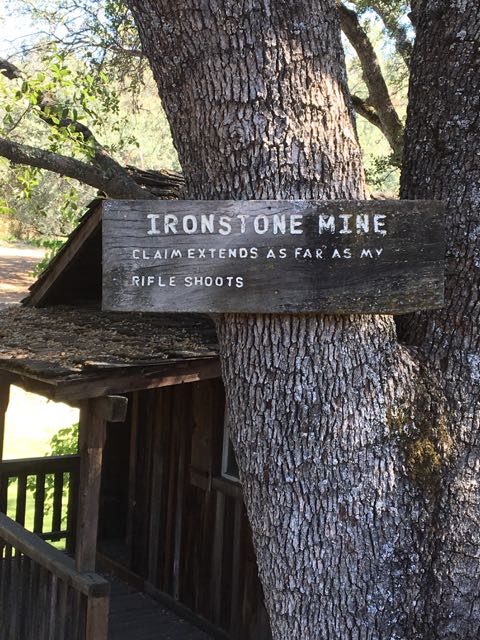 IRONSTONE MINE
CLAIM EXTENDS AS FAR AS MY
RIFLE SHOOTS